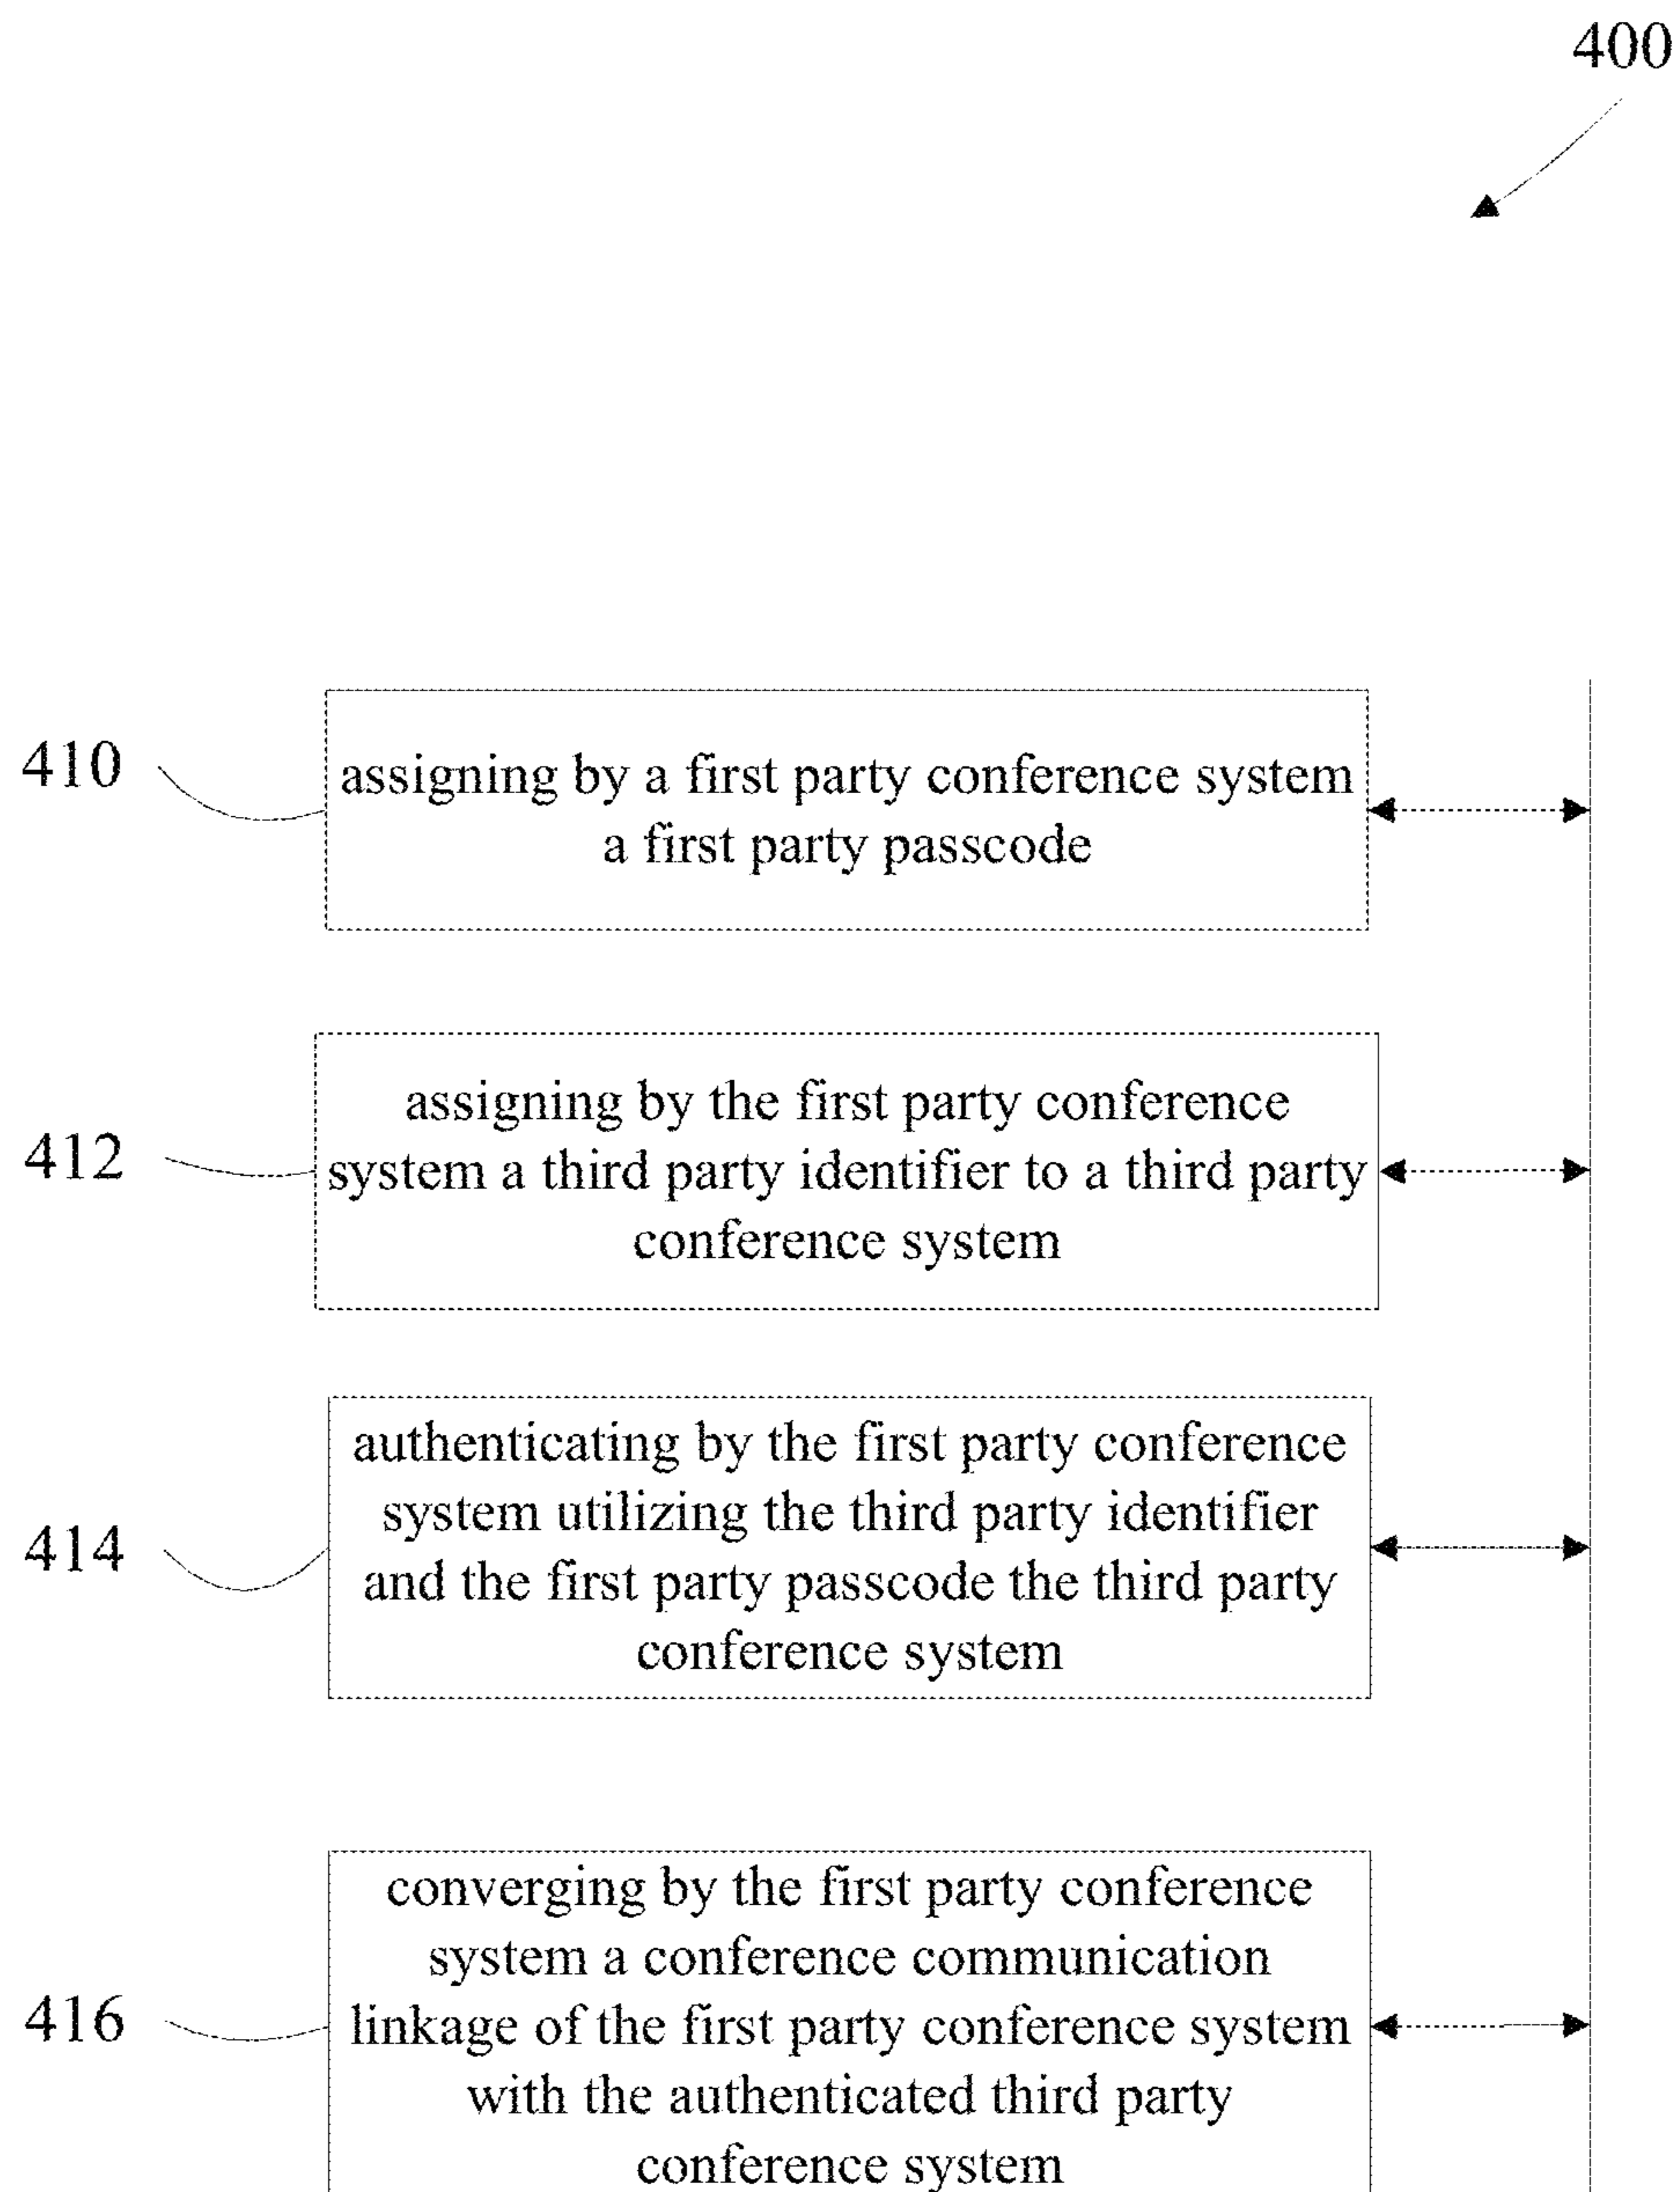 400
410
assigning by a first party conference system
a first party passcode
412
assigning by the first party conference
system a third party identifier to a third party
conference system
414
authenticating by the first party conference
system utilizing the third party identifier
and the first party passcode the third party
conference system
416
converging by the first party conference
system a conference communication
linkage of the first party conference system
with the authenticated third party
conference system